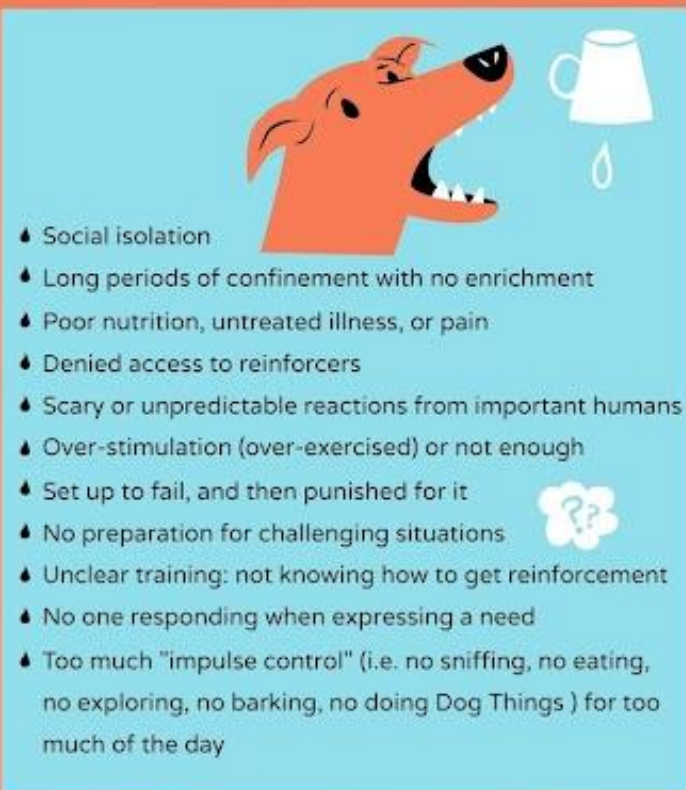 Social isolation
Long periods of confinement with no enrichment
Poor nutrition, untreated illness, or pain
Denied access to reinforcers
Scary or unpredictable reactions from important humans
Over-stimulation (over-exercised) or not enough
Set up to fail, and then punished for it
??
No preparation for challenging situations
Unclear training: not knowing how to get reinforcement
No one responding when expressing a need
Too much "impulse control" (i.e. no sniffing, no eating,
no exploring, no barking, no doing Dog Things ) for too
much of the day